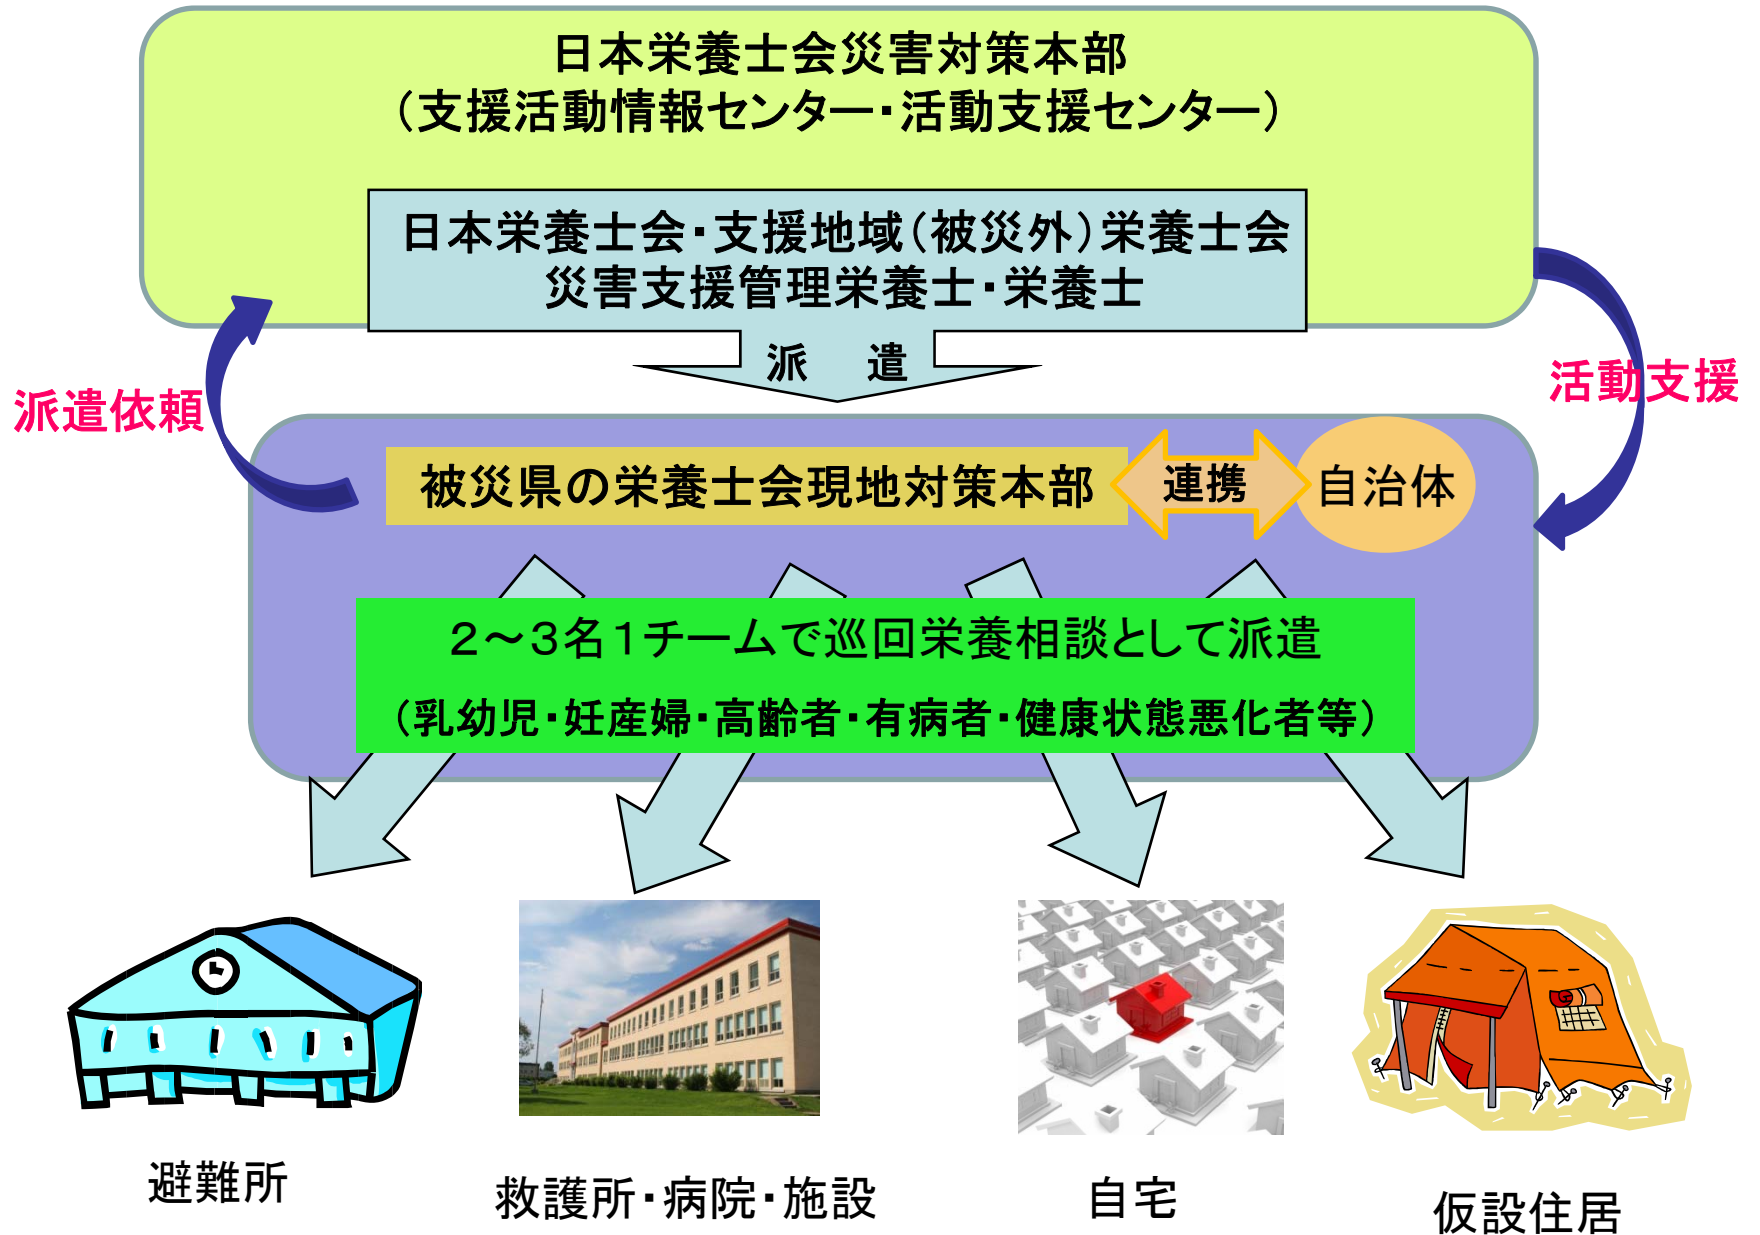 日本栄養士会災害対策本部
（支援活動情報センター・活動支援センター）
日本栄養士会・支援地域（被災外）栄養士会
災害支援管理栄養士・栄養士
派　遣
派遣依頼
活動支援
被災県の栄養士会現地対策本部
連携
自治体
２～３名１チームで巡回栄養相談として派遣
（乳幼児・妊産婦・高齢者・有病者・健康状態悪化者等）
避難所
救護所・病院・施設
自宅
仮設住居